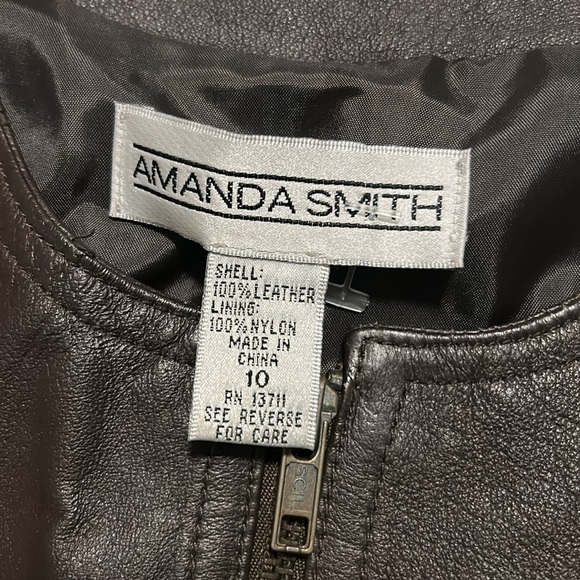 AMANDA SMITH
SHELL:
100% LEATHER
LINING:
100% NYLON
MADE IN
CHINA
10
RN 13711
SEE REVERSE
FOR CARE